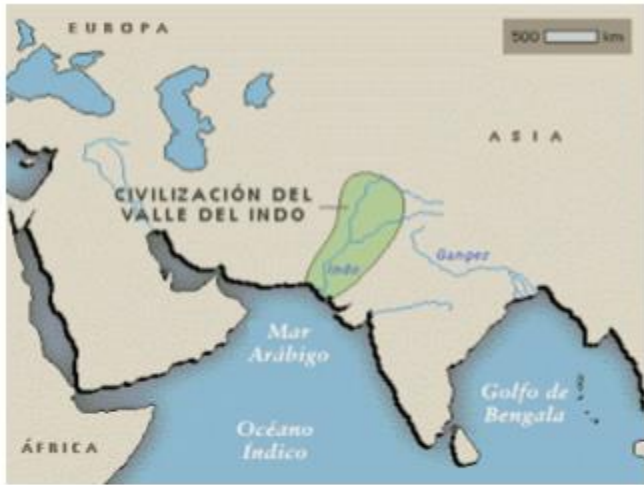 EUROPA
500 km
ASIA
CIVILIZACIÓN DEL
VALLE DEL INDO
Indo
Ganges
Mar
Arábigo
Golfo de
Bengala
ÁFRICA
Océano
Índico